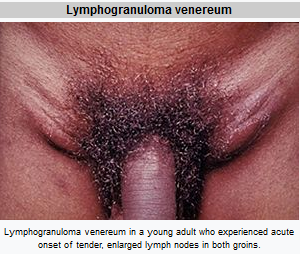 Lymphogranuloma venereum
Lymphogranuloma venereum in a young adult who experienced acute
onset of tender, enlarged lymph nodes in both groins.